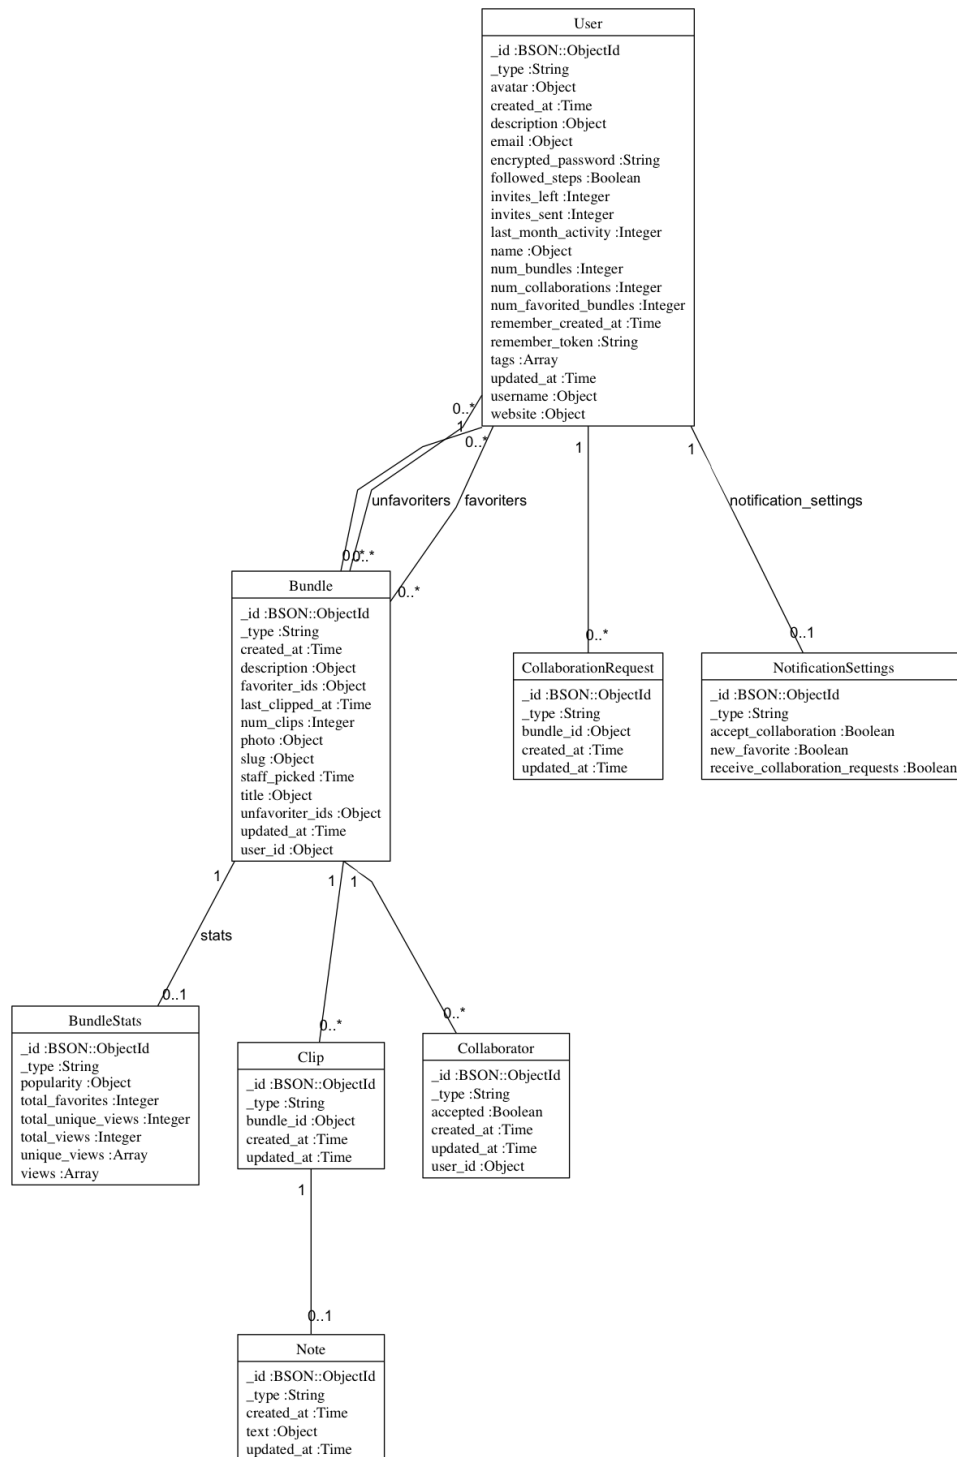 User
_id :BSON::ObjectId
_type :String
avatar :Object
created_at :Time
description :Object
email :Object
encrypted_password :String
followed_steps :Boolean
invites_left :Integer
invites_sent :Integer
last_month_activity :Integer
name :Object
num_bundles :Integer
num_collaborations :Integer
num_favorited_bundles :Integer
remember_created_at :Time
remember_token :String
tags :Array
updated_at :Time
username :Object
website :Object
0..*
1
0..*
1
1
unfavoriters
favoriters
notification_settings
0..*
0..*
0..*
0..*
0..1
Bundle
_id :BSON::ObjectId
_type :String
created_at :Time
description :Object
favoriter_ids :Object
last_clipped_at :Time
num_clips :Integer
photo :Object
slug :Object
staff_picked :Time
title :Object
unfavoriter_ids :Object
updated_at :Time
user_id :Object
CollaborationRequest
_id :BSON::ObjectId
_type :String
bundle_id :Object
created_at :Time
updated_at :Time
NotificationSettings
_id :BSON::ObjectId
_type :String
accept_collaboration :Boolean
new_favorite :Boolean
receive_collaboration_requests :Boolean
1
1
1
stats
0..1
0..*
0..*
BundleStats
_id :BSON::ObjectId
_type :String
popularity :Object
total_favorites :Integer
total_unique_views :Integer
total_views :Integer
unique_views :Array
views :Array
Clip
_id :BSON::ObjectId
_type :String
bundle_id :Object
created_at :Time
updated_at :Time
Collaborator
_id :BSON::ObjectId
_type :String
accepted :Boolean
created_at :Time
updated_at :Time
user_id :Object
1
0..1
Note
_id :BSON::ObjectId
_type :String
created_at :Time
text :Object
updated_at :Time